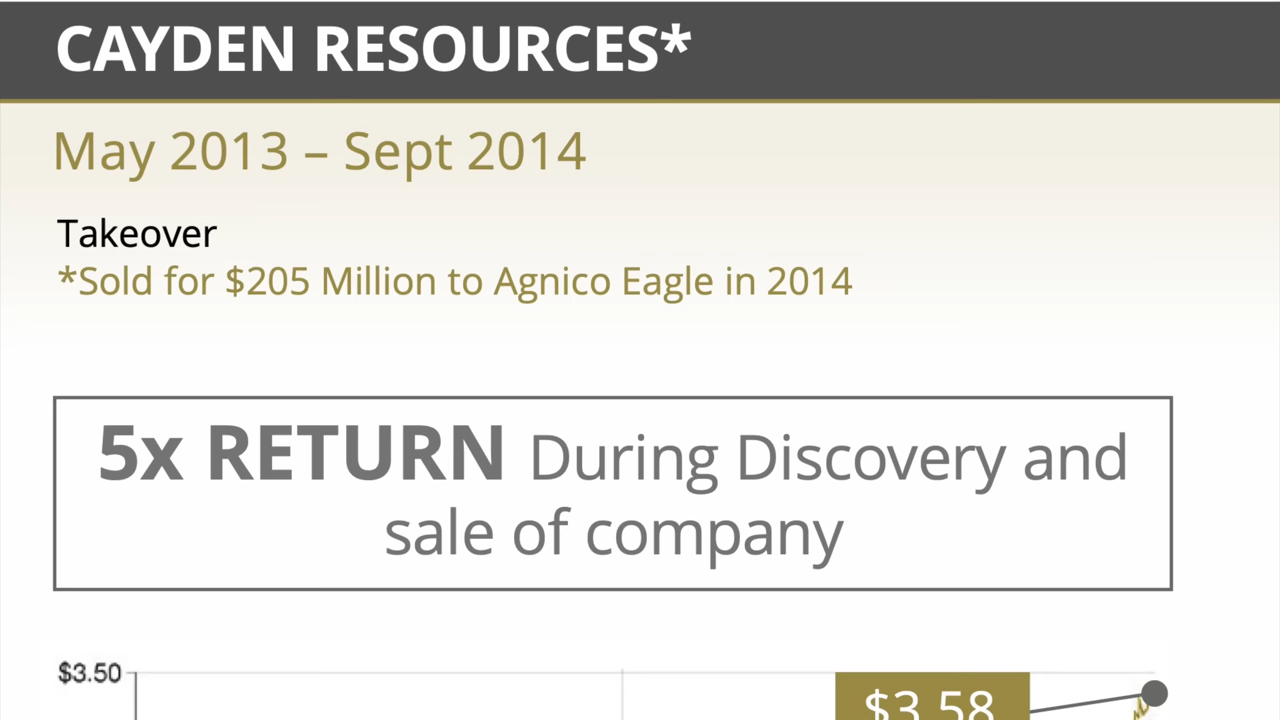 CAYDEN RESOURCES*
May 2013 – Sept 2014
Takeover
*Sold for $205 Million to Agnico Eagle in 2014
5x RETURN During Discovery and
sale of company
$3.50
$3.58